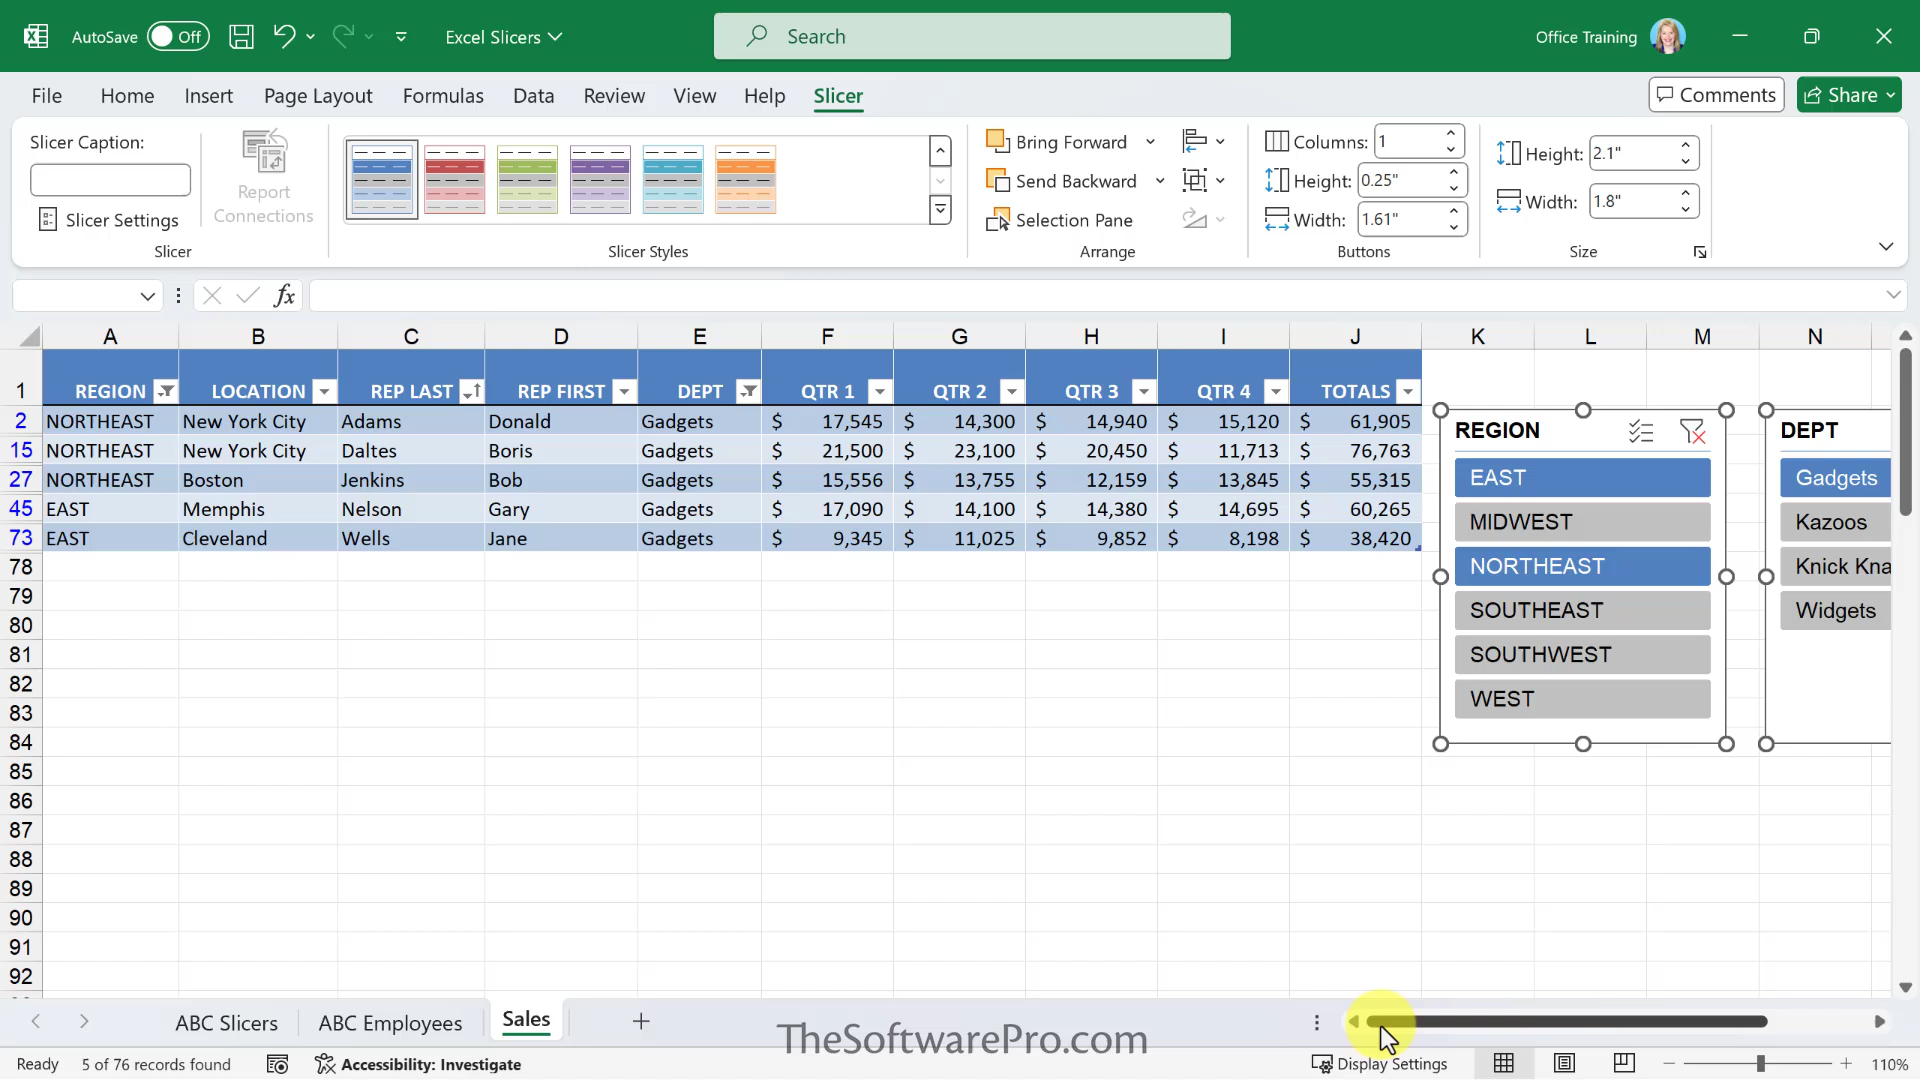 AutoSave Off Excel Slicers Search Office Training
File Home Insert Page Layout Formulas Data Review View Help Slicer Comments Share
Slicer Caption:
Slicer Settings
Report
Connections
Slicer
Slicer Styles
Bring Forward
Send Backward
Selection Pane
Arrange
Columns: 1
Height: 0.25"
Width: 1.61"
Buttons
Height: 2.1"
Width: 1.8"
Size
fx
A B C D E F G H I J K L M N
1 REGION LOCATION REP LAST REP FIRST DEPT QTR 1 QTR 2 QTR 3 QTR 4 TOTALS
2 NORTHEAST New York City Adams Donald Gadgets $ 17,545 $ 14,300 $ 14,940 $ 15,120 $ 61,905
15 NORTHEAST New York City Daltes Boris Gadgets $ 21,500 $ 23,100 $ 20,450 $ 11,713 $ 76,763
27 NORTHEAST Boston Jenkins Bob Gadgets $ 15,556 $ 13,755 $ 12,159 $ 13,845 $ 55,315
45 EAST Memphis Nelson Gary Gadgets $ 17,090 $ 14,100 $ 14,380 $ 14,695 $ 60,265
73 EAST Cleveland Wells Jane Gadgets $ 9,345 $ 11,025 $ 9,852 $ 8,198 $ 38,420
78
79
80
81
82
83
84
85
86
87
88
89
90
91
92
REGION
EAST
MIDWEST
NORTHEAST
SOUTHEAST
SOUTHWEST
WEST
DEPT
Gadgets
Kazoos
Knick Kna
Widgets
ABC Slicers ABC Employees Sales
TheSoftwarePro.com
Ready 5 of 76 records found Accessibility: Investigate Display Settings 110%